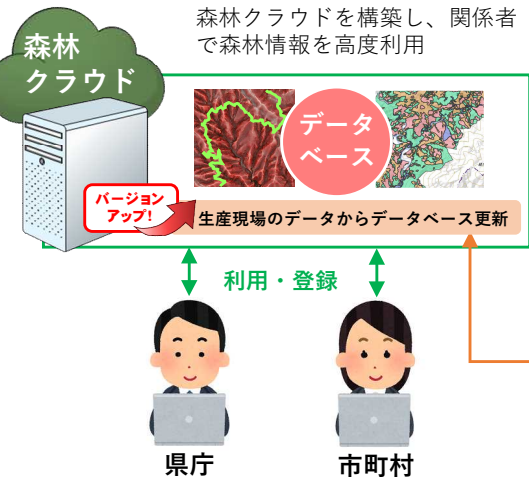 森林クラウドを構築し、関係者
で森林情報を高度利用
森林
クラウド
データ
ベース
バージョン
アップ!
生産現場のデータからデータベース更新
利用・登録
県庁
市町村